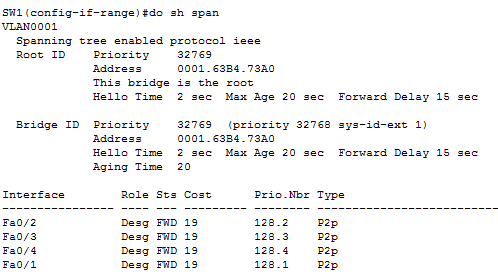 SW1(config-if-range)#do sh span
VLAN0001
  Spanning tree enabled protocol ieee
  Root ID    Priority    32769
             Address     0001.63B4.73A0
             This bridge is the root
             Hello Time  2 sec  Max Age 20 sec  Forward Delay 15 sec

  Bridge ID  Priority    32769  (priority 32768 sys-id-ext 1)
             Address     0001.63B4.73A0
             Hello Time  2 sec  Max Age 20 sec  Forward Delay 15 sec
             Aging Time  20

Interface        Role Sts Cost      Prio.Nbr Type
---------------- ---- --- --------- -------- --------------------------------
Fa0/2            Desg FWD 19        128.2    P2p
Fa0/3            Desg FWD 19        128.3    P2p
Fa0/4            Desg FWD 19        128.4    P2p
Fa0/1            Desg FWD 19        128.1    P2p